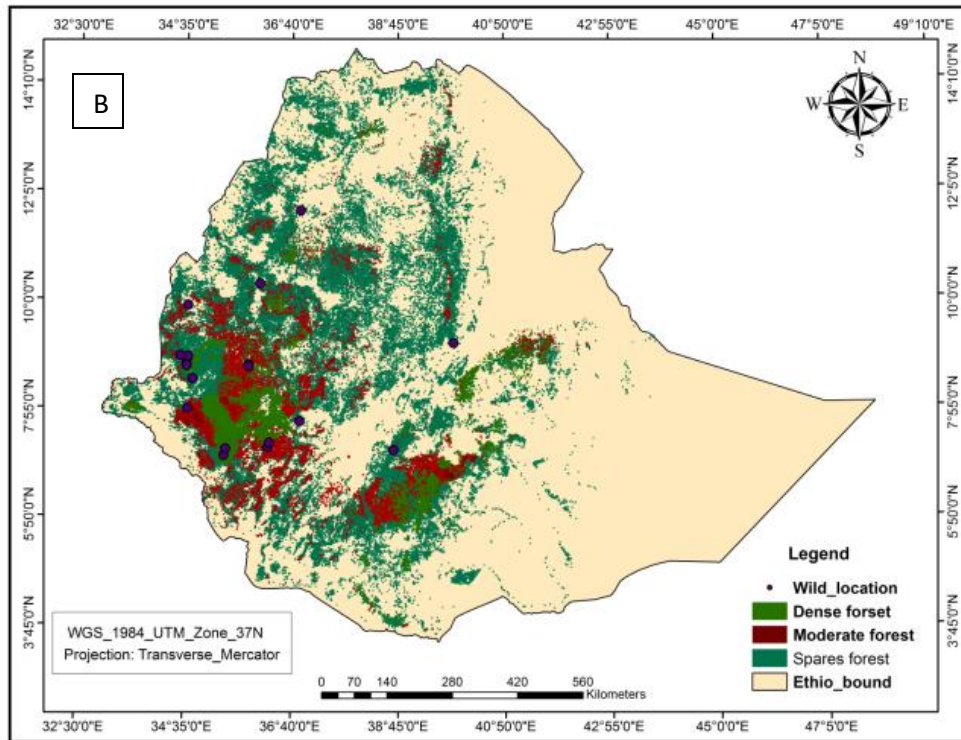 32°30'0"E 34°35'0"E 36°40'0"E 38°45'0"E 40°50'0"E 42°55'0"E 45°0'0"E 47°5'0"E 49°10'0"E
B
N
W E
S
14°10'0"N 14°10'0"N
12°5'0"N 12°5'0"N
10°0'0"N 10°0'0"N
7°55'0"N 7°55'0"N
5°50'0"N 5°50'0"N
3°45'0"N 3°45'0"N
Legend
Wild_location
Dense forset
Moderate forest
Spares forest
Ethio_bound
WGS_1984_UTM_Zone_37N
Projection: Transverse_Mercator
0 70 140 280 420 560
Kilometers
32°30'0"E 34°35'0"E 36°40'0"E 38°45'0"E 40°50'0"E 42°55'0"E 45°0'0"E 47°5'0"E